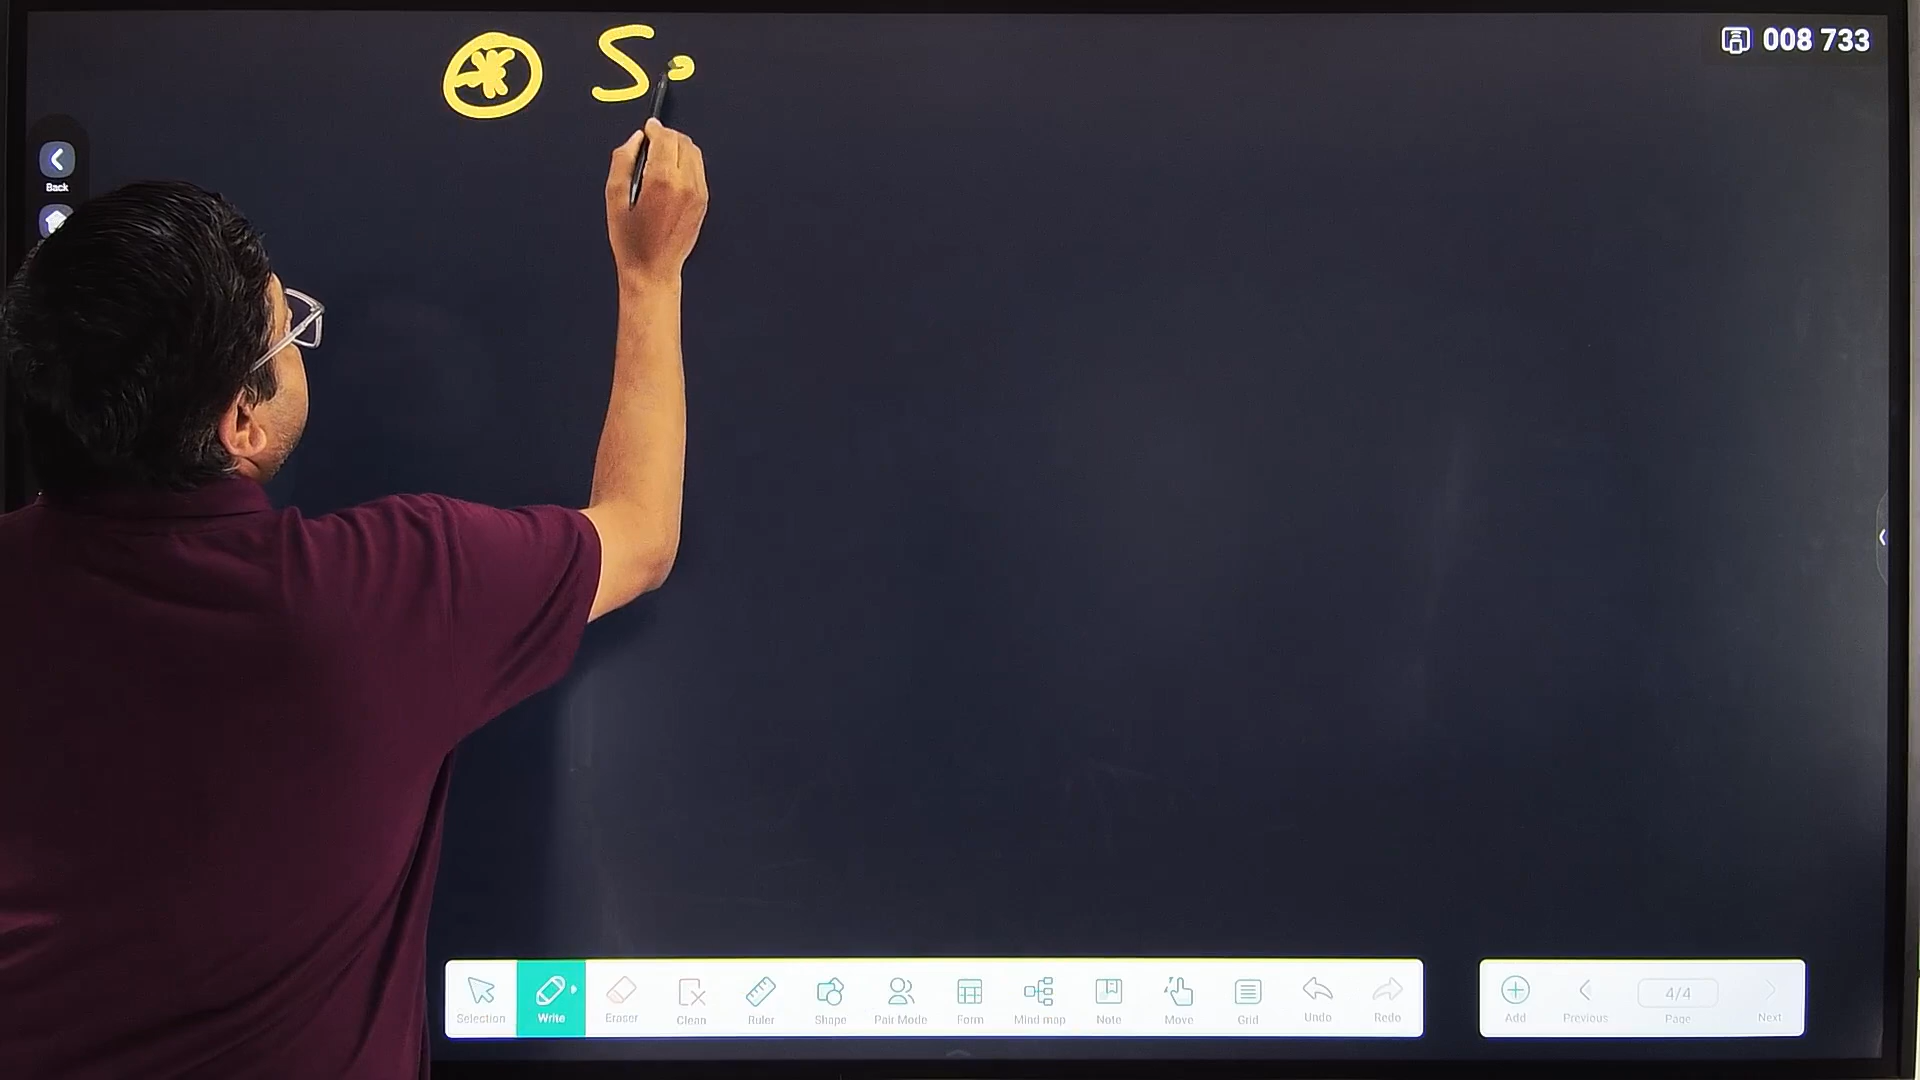 S
008 733
Back
Selection
Write
Eraser
Clean
Ruler
Shape
Pair Mode
Form
Mind map
Note
Move
Grid
Undo
Redo
Add
Previous
4/4
Page
Next